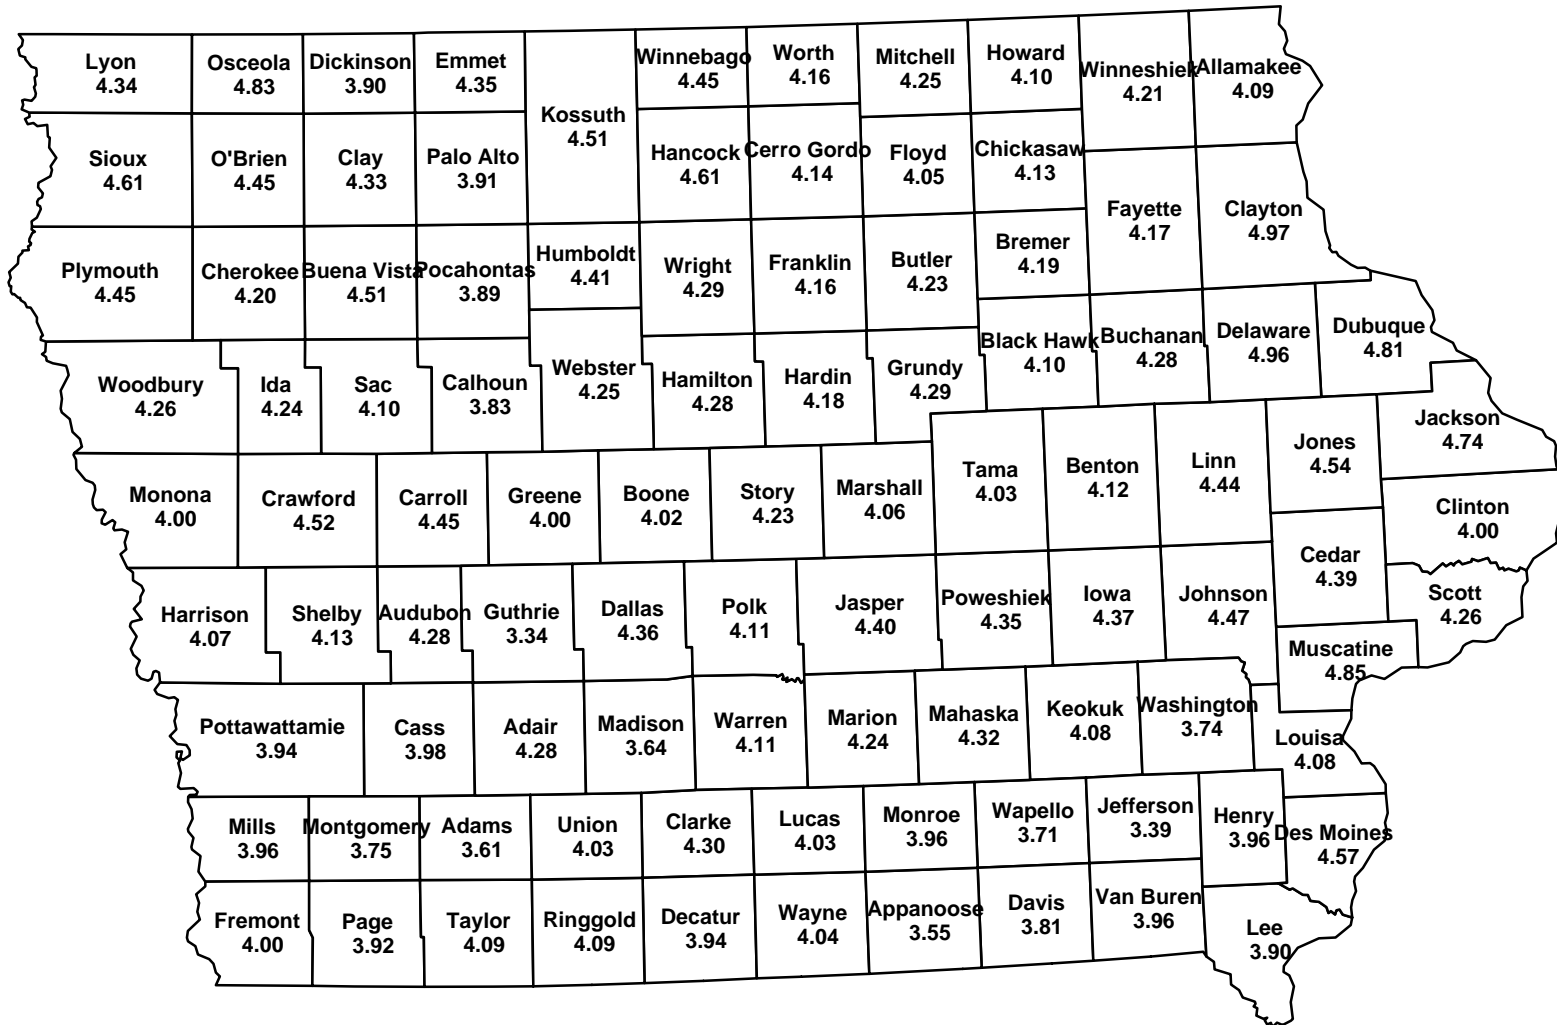 Lyon
4.34
Osceola
4.83
Dickinson
3.90
Emmet
4.35
Kossuth
4.51
Winnebago
4.45
Worth
4.16
Mitchell
4.25
Howard
4.10
Winneshiek
4.21
Allamakee
4.09
Sioux
4.61
O'Brien
4.45
Clay
4.33
Palo Alto
3.91
Hancock
4.61
Cerro Gordo
4.14
Floyd
4.05
Chickasaw
4.13
Fayette
4.17
Clayton
4.97
Plymouth
4.45
Cherokee
4.20
Buena Vista
4.51
Pocahontas
3.89
Humboldt
4.41
Wright
4.29
Franklin
4.16
Butler
4.23
Bremer
4.19
Woodbury
4.26
Ida
4.24
Sac
4.10
Calhoun
3.83
Webster
4.25
Hamilton
4.28
Hardin
4.18
Grundy
4.29
Black Hawk
4.10
Buchanan
4.28
Delaware
4.96
Dubuque
4.81
Monona
4.00
Crawford
4.52
Carroll
4.45
Greene
4.00
Boone
4.02
Story
4.23
Marshall
4.06
Tama
4.03
Benton
4.12
Linn
4.44
Jones
4.54
Jackson
4.74
Clinton
4.00
Cedar
4.39
Scott
4.26
Harrison
4.07
Shelby
4.13
Audubon
4.28
Guthrie
3.34
Dallas
4.36
Polk
4.11
Jasper
4.40
Poweshiek
4.35
Iowa
4.37
Johnson
4.47
Muscatine
4.85
Pottawattamie
3.94
Cass
3.98
Adair
4.28
Madison
3.64
Warren
4.11
Marion
4.24
Mahaska
4.32
Keokuk
4.08
Washington
3.74
Louisa
4.08
Mills
3.96
Montgomery
3.75
Adams
3.61
Union
4.03
Clarke
4.30
Lucas
4.03
Monroe
3.96
Wapello
3.71
Jefferson
3.39
Henry
3.96
Des Moines
4.57
Fremont
4.00
Page
3.92
Taylor
4.09
Ringgold
4.09
Decatur
3.94
Wayne
4.04
Appanoose
3.55
Davis
3.81
Van Buren
3.96
Lee
3.90